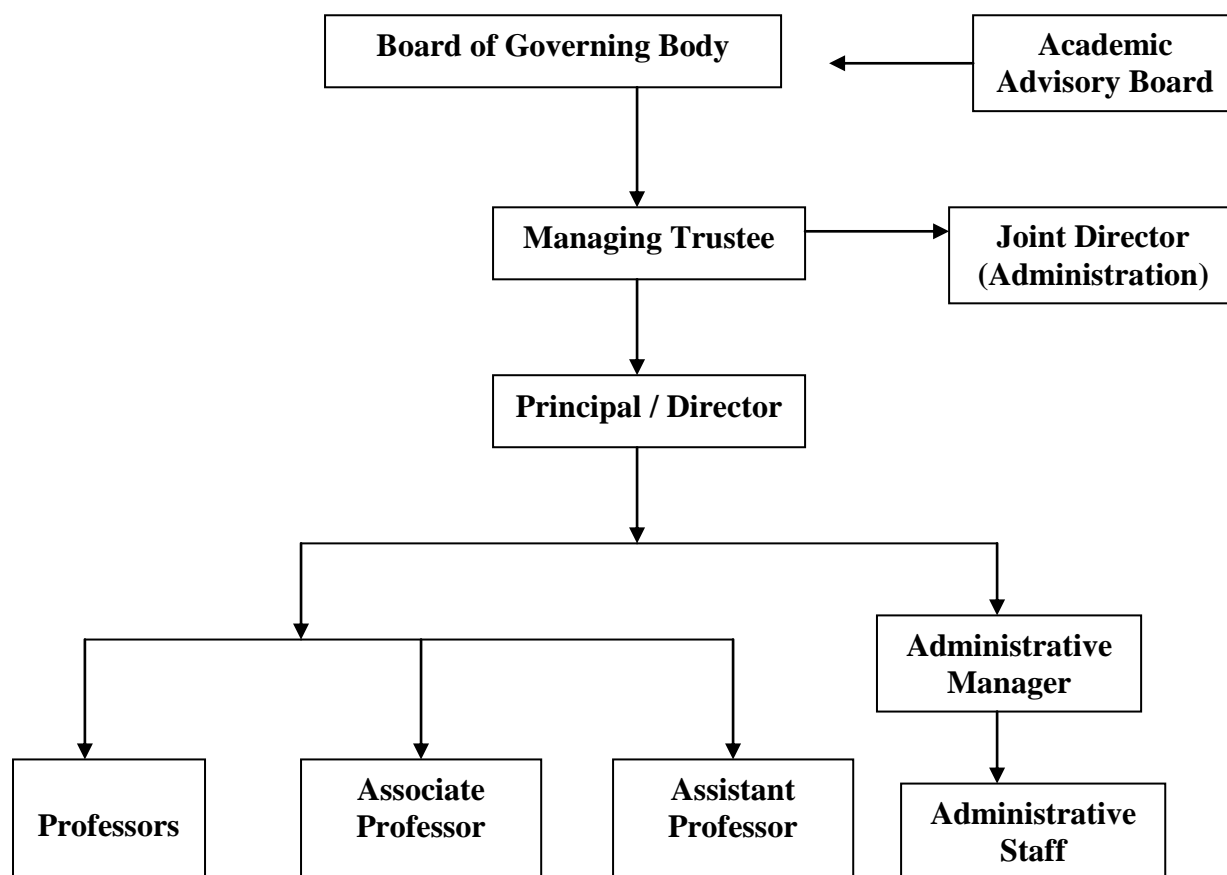 Board of Governing Body
Academic
Advisory Board
Managing Trustee
Joint Director
(Administration)
Principal / Director
Administrative
Manager
Professors
Associate
Professor
Assistant
Professor
Administrative
Staff